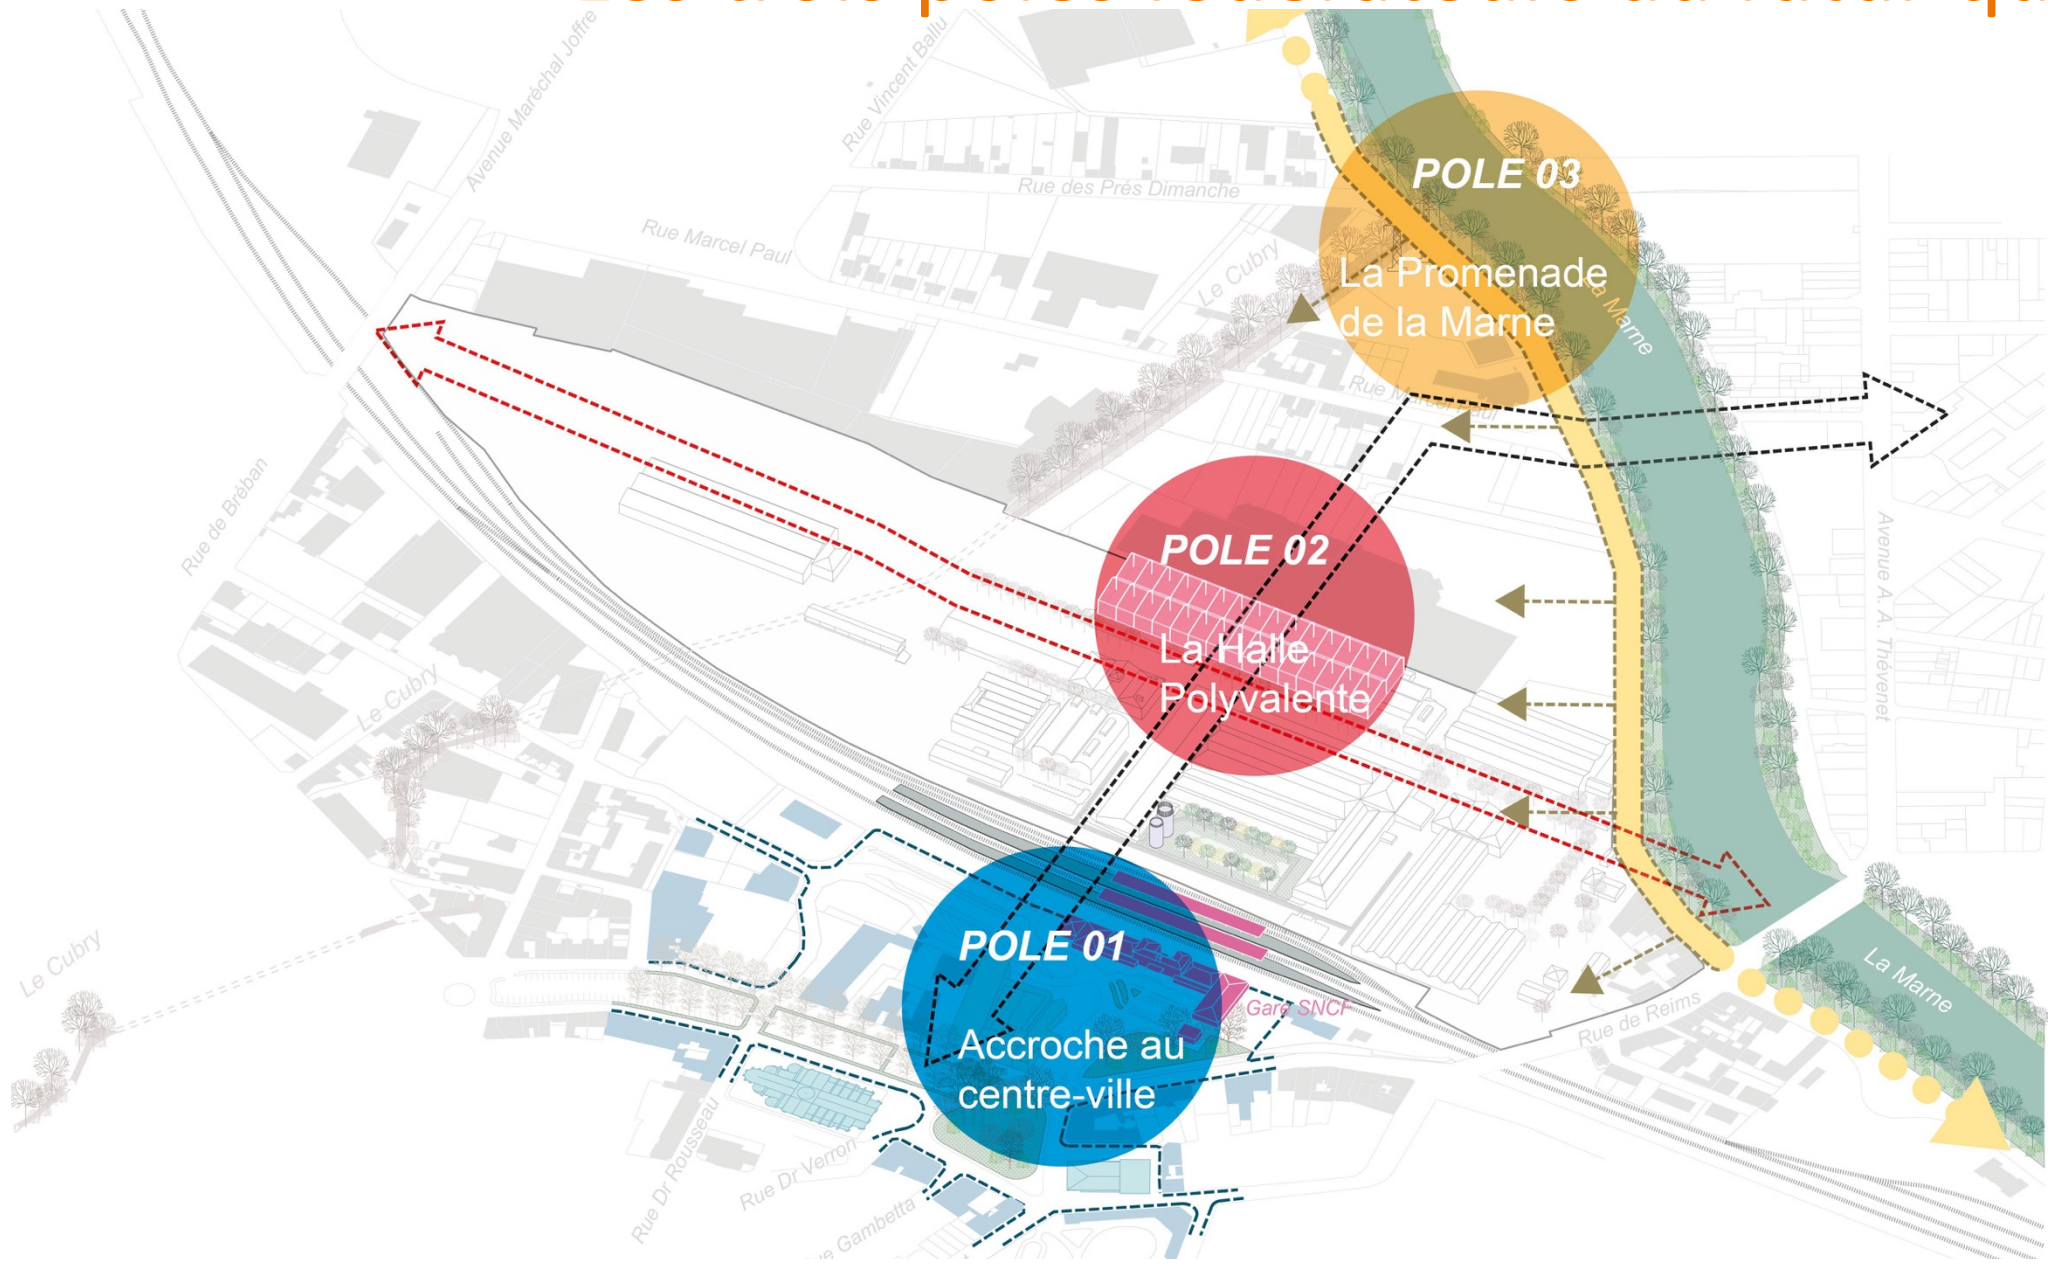 Avenue Maréchal Joffre
Rue Vincent Ballu
Rue des Prés Dimanche
Rue Marcel Paul
Le Cubry
POLE 03
La Promenade
de la Marne
La Marne
Rue de Bréban
POLE 02
La Halle
Polyvalente
Avenue A. A. Thévenet
Le Cubry
Le Cubry
POLE 01
Accroche au
centre-ville
Gare SNCF
La Marne
Rue de Reims
Rue Dr Rousseau
Rue Dr Verron
Gambetta